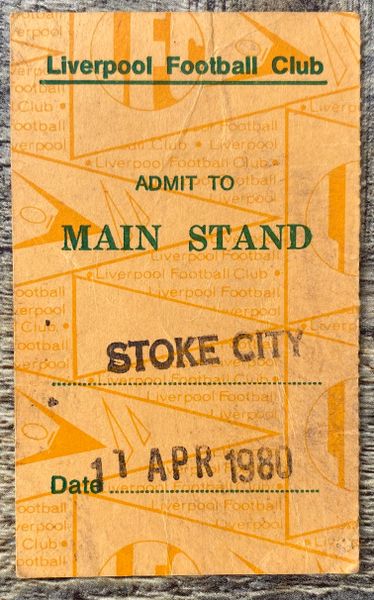 Liverpool Football Club
ADMIT TO
MAIN STAND
STOKE CITY
Date 11 APR 1980